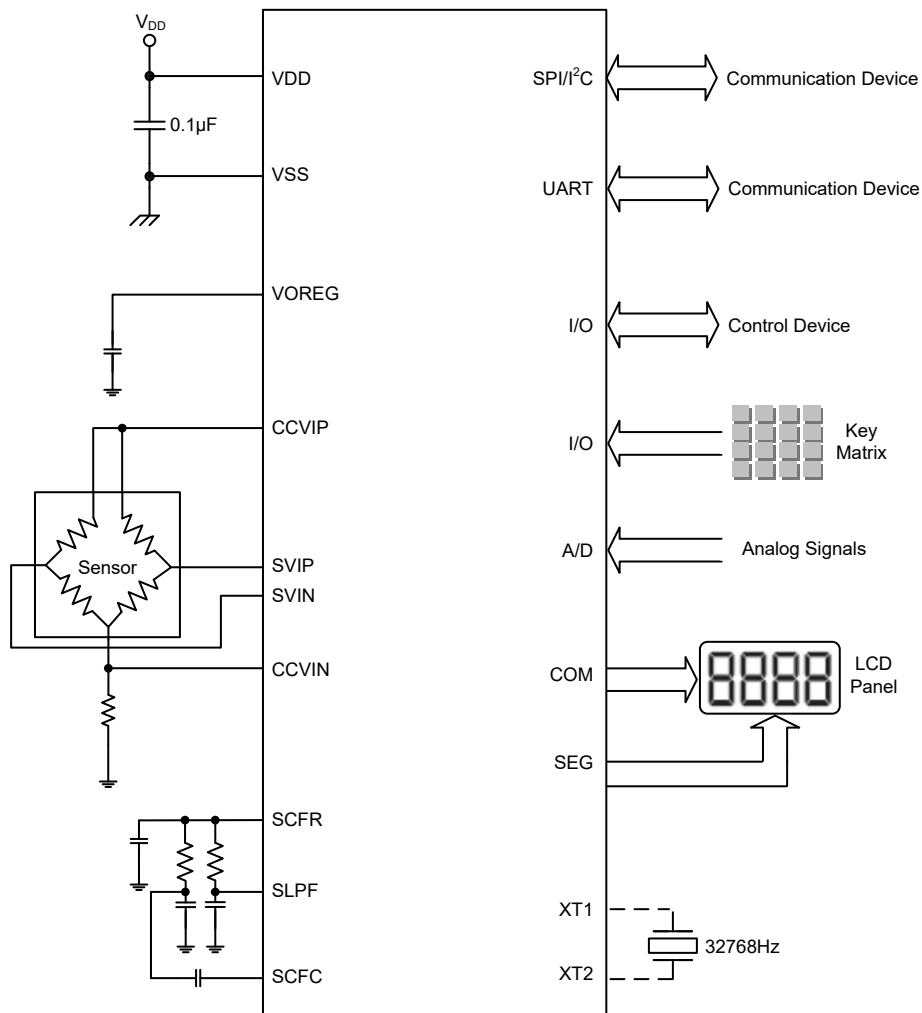 VDD
VDD
0.1µF
VSS
VOREG
CCVIP
Sensor
SVIP
SVIN
CCVIN
SCFR
SLPF
SCFC
SPI/I²C
Communication Device
UART
Communication Device
I/O
Control Device
I/O
Key
Matrix
A/D
Analog Signals
COM
8888
LCD
Panel
SEG
XT1
32768Hz
XT2